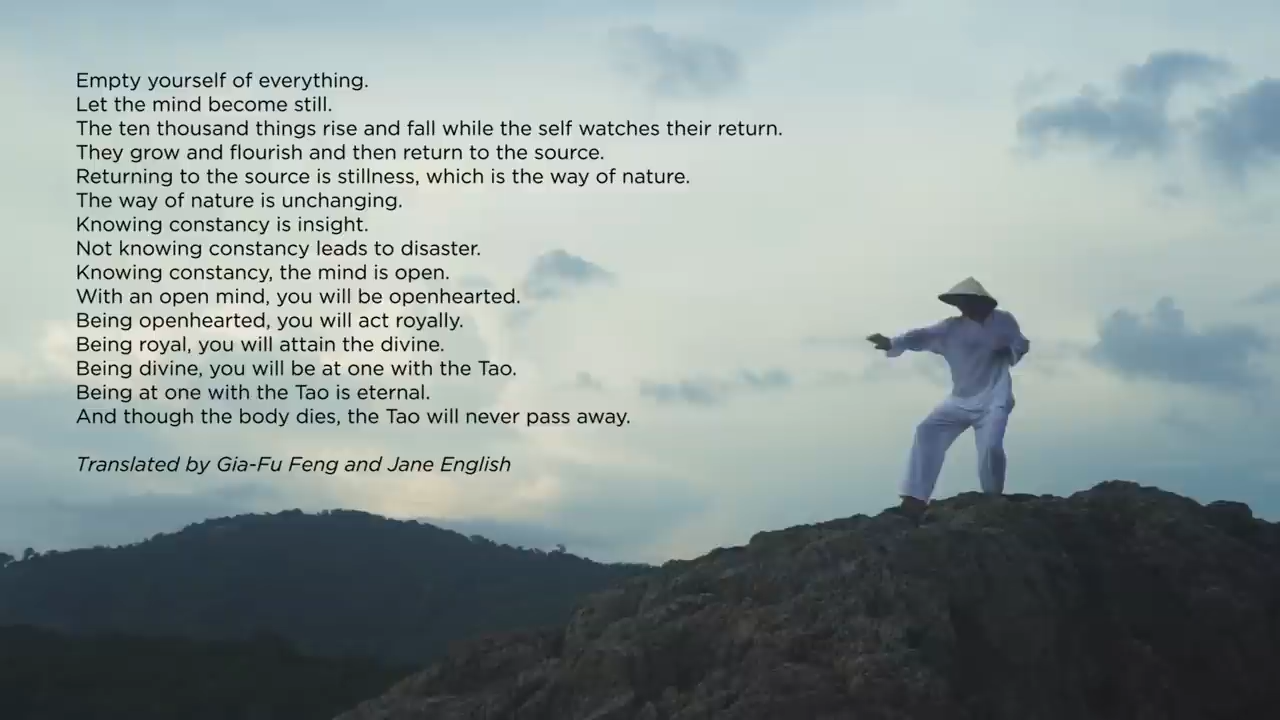 Empty yourself of everything.
Let the mind become still.
The ten thousand things rise and fall while the self watches their return.
They grow and flourish and then return to the source.
Returning to the source is stillness, which is the way of nature.
The way of nature is unchanging.
Knowing constancy is insight.
Not knowing constancy leads to disaster.
Knowing constancy, the mind is open.
With an open mind, you will be openhearted.
Being openhearted, you will act royally.
Being royal, you will attain the divine.
Being divine, you will be at one with the Tao.
Being at one with the Tao is eternal.
And though the body dies, the Tao will never pass away.
Translated by Gia-Fu Feng and Jane English